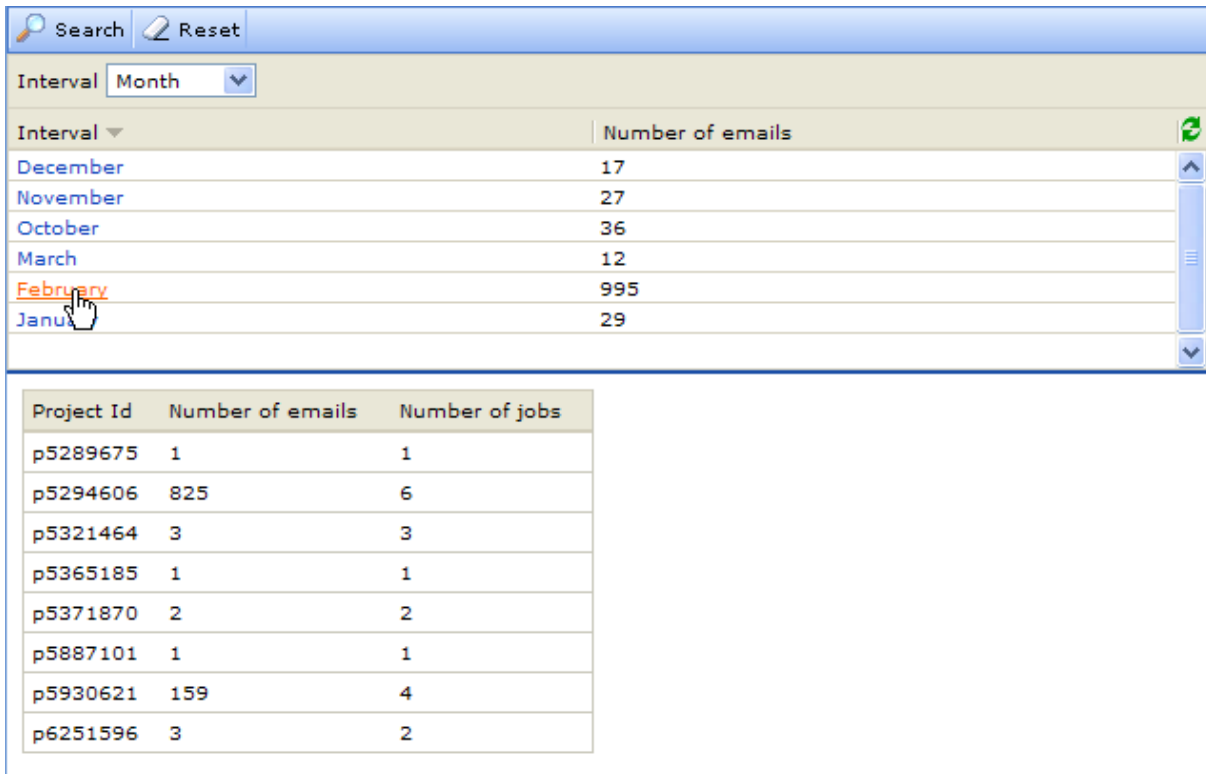 Search Reset
Interval Month
Interval Number of emails
December 17
November 27
October 36
March 12
February 995
January 29
Project Id Number of emails Number of jobs
p5289675 1 1
p5294606 825 6
p5321464 3 3
p5365185 1 1
p5371870 2 2
p5887101 1 1
p5930621 159 4
p6251596 3 2